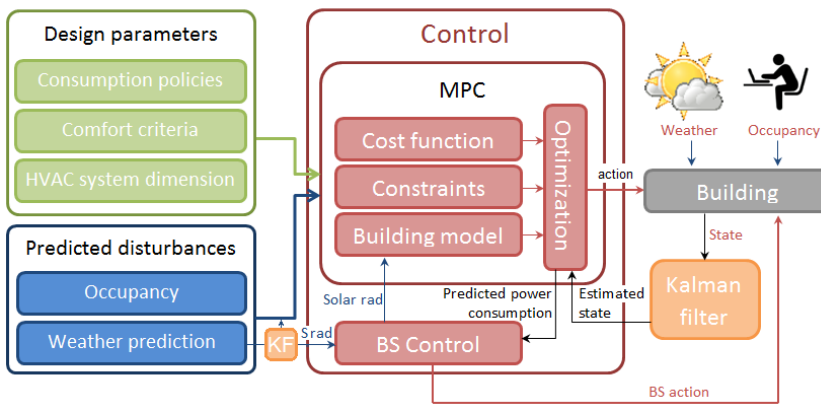 Design parameters
Consumption policies
Comfort criteria
HVAC system dimension
Predicted disturbances
Occupancy
Weather prediction
KF
S rad
Control
MPC
Cost function
Constraints
Building model
Optimization
Solar rad
Predicted power
consumption
Estimated
state
BS Control
action
Weather
Occupancy
Building
State
Kalman
filter
BS action